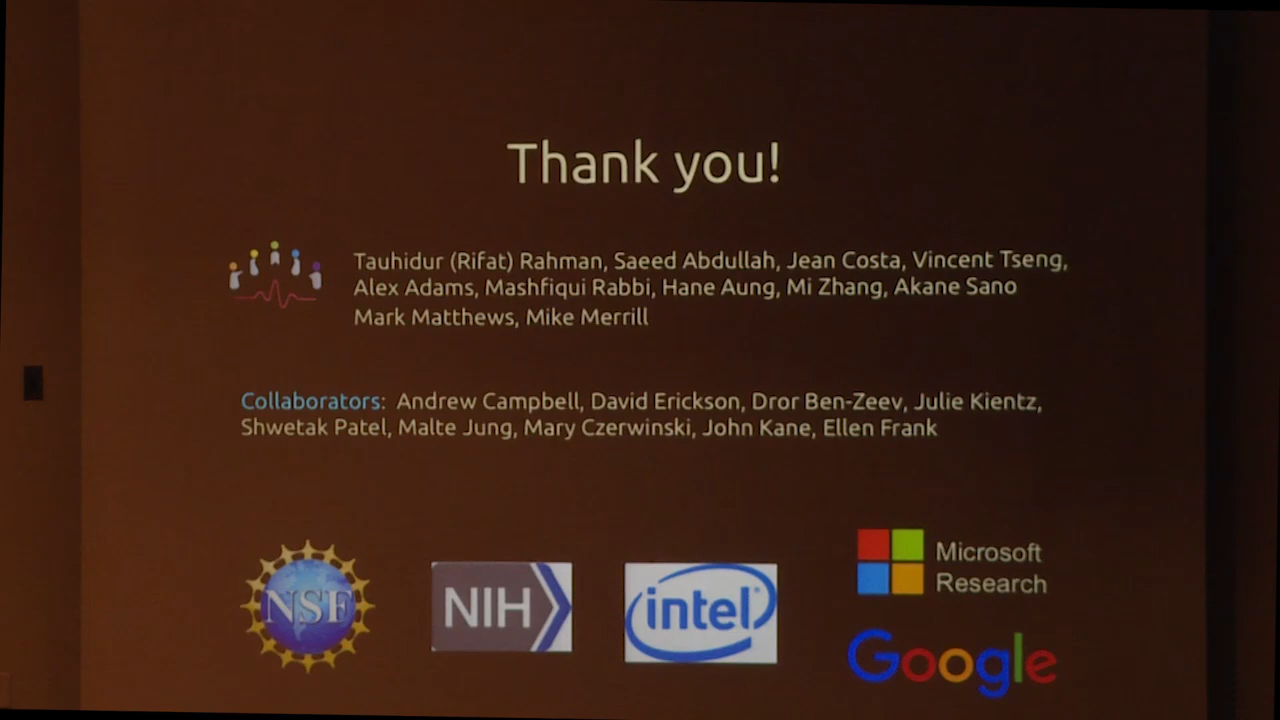 Thank you!
Tauhidur (Rifat) Rahman, Saeed Abdullah, Jean Costa, Vincent Tseng,
Alex Adams, Mashfiqui Rabbi, Hane Aung, Mi Zhang, Akane Sano
Mark Matthews, Mike Merrill
Collaborators: Andrew Campbell, David Erickson, Dror Ben-Zeev, Julie Kientz,
Shwetak Patel, Malte Jung, Mary Czerwinski, John Kane, Ellen Frank
NSF
NIH
intel®
Microsoft
Research
Google